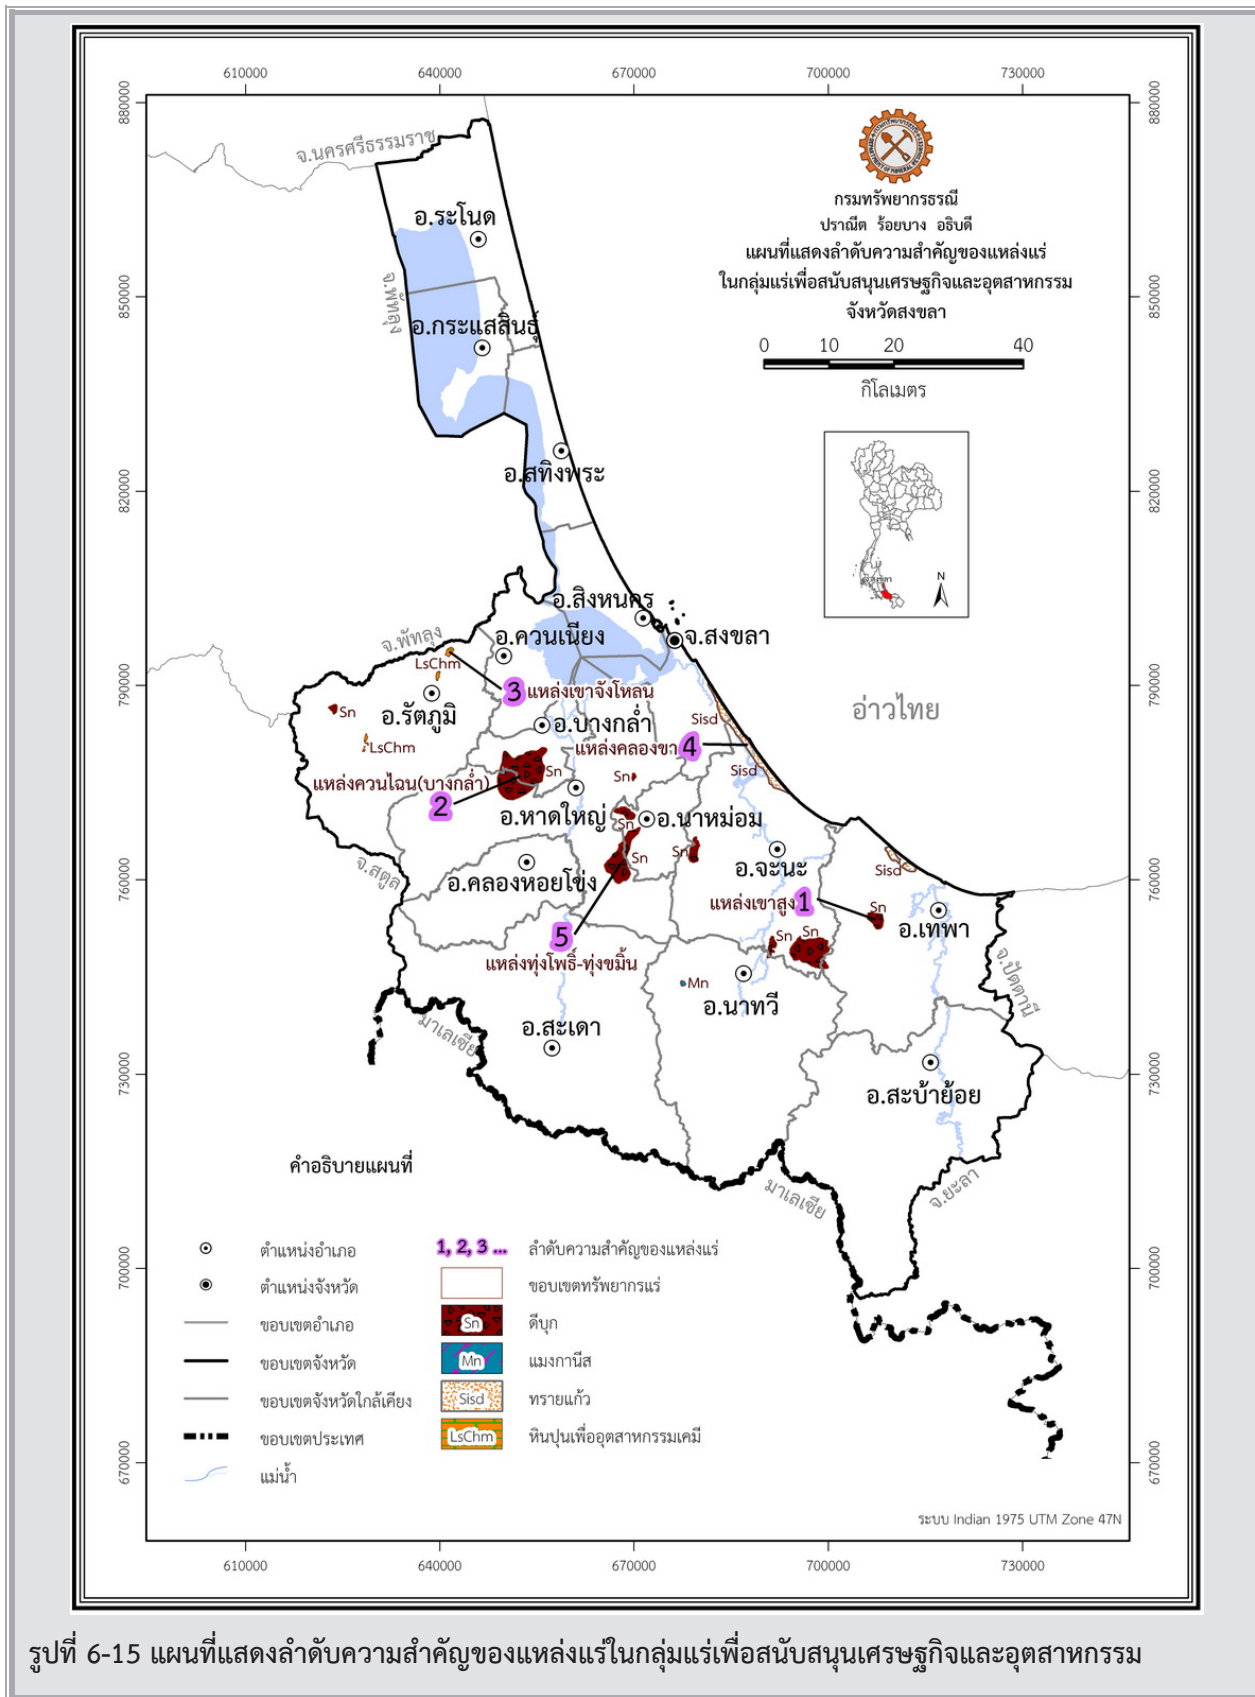 610000 640000 670000 700000 730000
880000 850000 820000 790000 760000 730000 700000 670000
880000 850000 820000 790000 760000 730000 700000 670000
กรมทรัพยากรธรณี
ปราณีต ร้อยบาง อธิบดี
แผนที่แสดงลำดับความสำคัญของแหล่งแร่
ในกลุ่มแร่เพื่อสนับสนุนเศรษฐกิจและอุตสาหกรรม
จังหวัดสงขลา
0 10 20 40
กิโลเมตร
N
จ.นครศรีธรรมราช
อ.ระโนด
จ.พัทลุง
อ.กระแสสินธุ์
อ.สทิงพระ
อ.สิงหนคร
จ.สงขลา
จ.พัทลุง
อ.ควนเนียง
LsChm
3 แหล่งเขาจังโหลน
อ่าวไทย
Sn
อ.รัตภูมิ
อ.บางกล่ำ
Sisd
LsChm
แหล่งคลองขา 4
Sisd
แหล่งควนไฉน(บางกล่ำ)
Sn
Sn
2
อ.หาดใหญ่
Sn
อ.นาหม่อม
Sn
Sn
อ.จะนะ
Sisd
จ.สตูล
อ.คลองหอยโข่ง
แหล่งเขาสูง 1
Sn
อ.เทพา
5
Sn
Sn
แหล่งทุ่งโพธิ์-ทุ่งขมิ้น
จ.ปัตตานี
Mn
อ.นาทวี
มาเลเซีย
อ.สะเดา
อ.สะบ้าย้อย
มาเลเซีย
จ.ยะลา
คำอธิบายแผนที่
ตำแหน่งอำเภอ
ตำแหน่งจังหวัด
ขอบเขตอำเภอ
ขอบเขตจังหวัด
ขอบเขตจังหวัดใกล้เคียง
ขอบเขตประเทศ
แม่น้ำ
1, 2, 3 ... ลำดับความสำคัญของแหล่งแร่
ขอบเขตทรัพยากรแร่
Sn ดีบุก
Mn แมงกานีส
Sisd ทรายแก้ว
LsChm หินปูนเพื่ออุตสาหกรรมเคมี
ระบบ Indian 1975 UTM Zone 47N
610000 640000 670000 700000 730000
รูปที่ 6-15 แผนที่แสดงลำดับความสำคัญของแหล่งแร่ในกลุ่มแร่เพื่อสนับสนุนเศรษฐกิจและอุตสาหกรรม